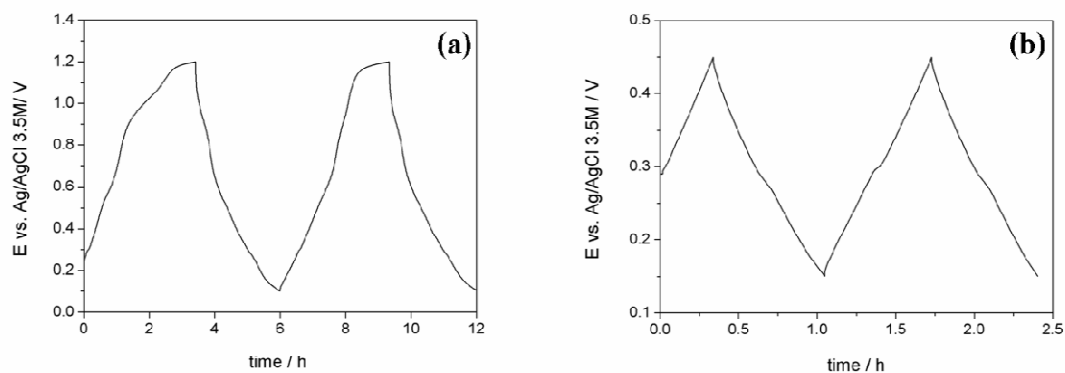 (a)
1.4
1.2
1.0
0.8
0.6
0.4
0.2
0.0
E vs. Ag/AgCl 3.5M/ V
0 2 4 6 8 10 12
time / h
(b)
0.5
0.4
0.3
0.2
0.1
E vs. Ag/AgCl 3.5M / V
0.0 0.5 1.0 1.5 2.0 2.5
time / h